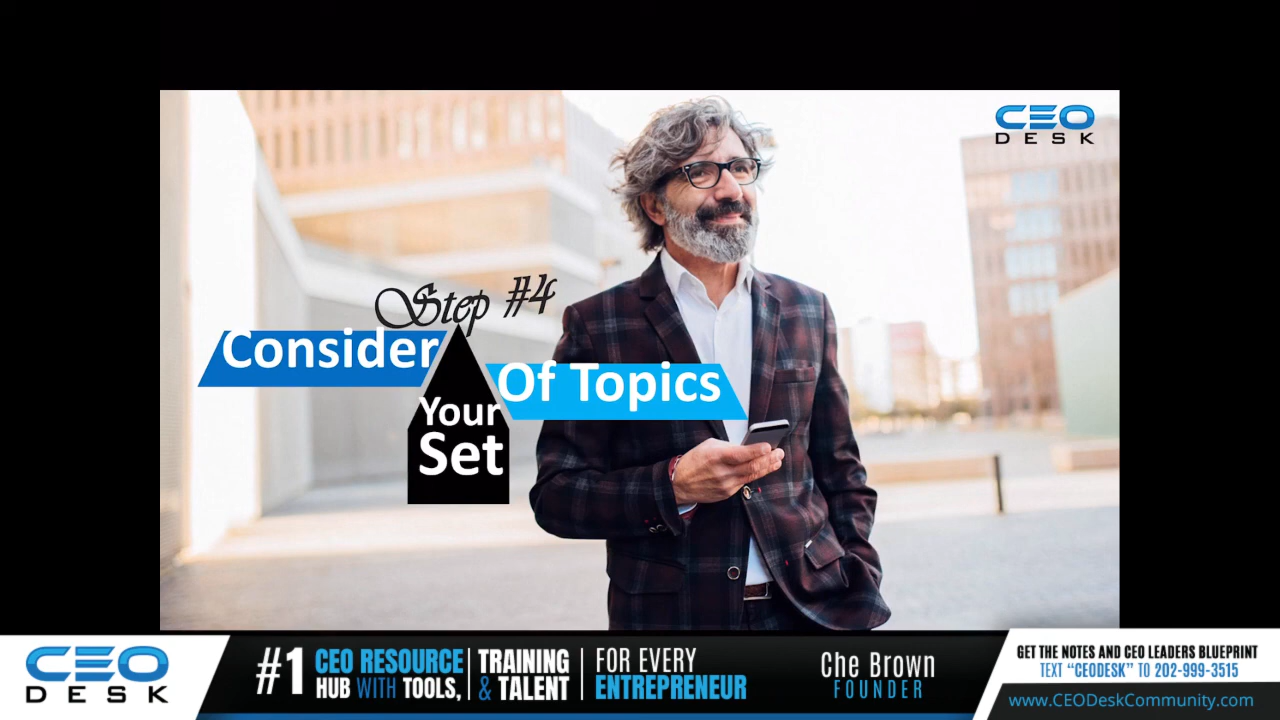 CEO
DESK
Step #4
Consider
Your
Set
Of Topics
CEO
DESK
#1
CEO RESOURCE
HUB WITH TOOLS,
TRAINING
& TALENT
FOR EVERY
ENTREPRENEUR
Che Brown
FOUNDER
GET THE NOTES AND CEO LEADERS BLUEPRINT
TEXT “CEODESK” TO 202-999-3515
www.CEODeskCommunity.com